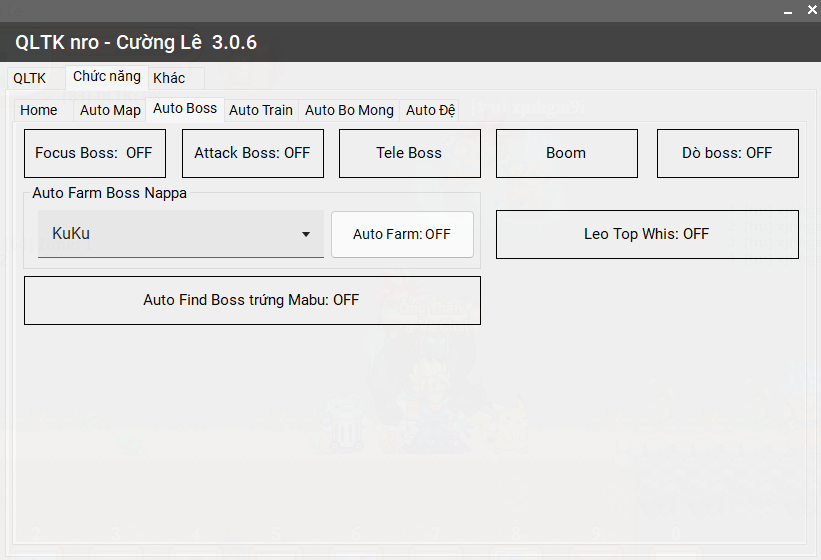 QLTK nro - Cường Lê 3.0.6
QLTK Chức năng Khác
Home Auto Map Auto Boss Auto Train Auto Bo Mong Auto Đệ
Focus Boss: OFF Attack Boss: OFF Tele Boss Boom Dò boss: OFF
Auto Farm Boss Nappa
KuKu Auto Farm: OFF Leo Top Whis: OFF
Auto Find Boss trứng Mabu: OFF